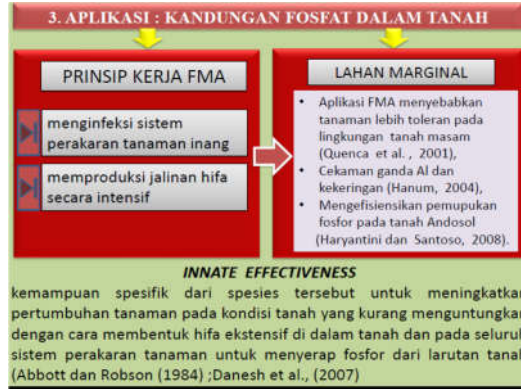 3. APLIKASI : KANDUNGAN FOSFAT DALAM TANAH
PRINSIP KERJA FMA
menginfeksi sistem
perakaran tanaman inang
memproduksi jalinan hifa
secara intensif
LAHAN MARGINAL
• Aplikasi FMA menyebabkan
tanaman lebih toleran pada
lingkungan tanah masam
(Quenca et al. , 2001),
• Cekaman ganda Al dan
kekeringan (Hanum, 2004),
• Mengefisiensikan pemupukan
fosfor pada tanah Andosol
(Haryantini dan Santoso, 2008).
INNATE EFFECTIVENESS
kemampuan spesifik dari spesies tersebut untuk meningkatkan
pertumbuhan tanaman pada kondisi tanah yang kurang menguntungkan
dengan cara membentuk hifa ekstensif di dalam tanah dan pada seluruh
sistem perakaran tanaman untuk menyerap fosfor dari larutan tanah
(Abbott dan Robson (1984) ;Danesh et al., (2007)